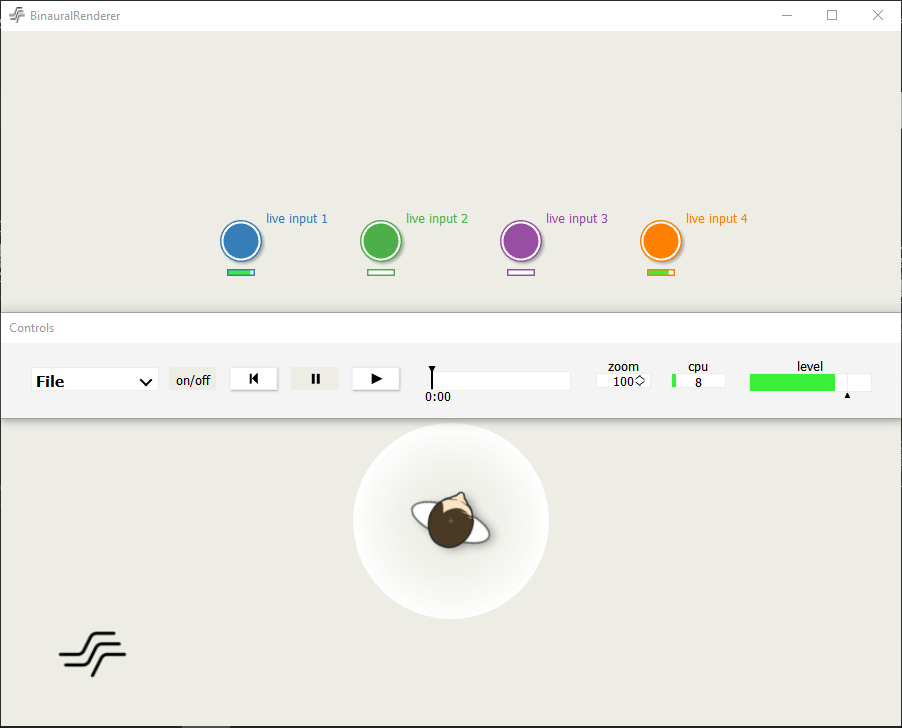 BinauralRenderer
live input 1
live input 2
live input 3
live input 4
Controls
File
on/off
0:00
zoom
100
cpu
8
level